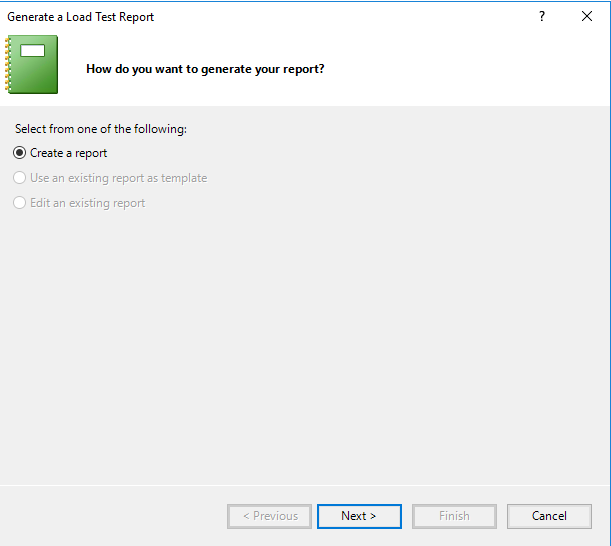 Generate a Load Test Report
?
How do you want to generate your report?
Select from one of the following:
Create a report
Use an existing report as template
Edit an existing report
< Previous Next > Finish Cancel